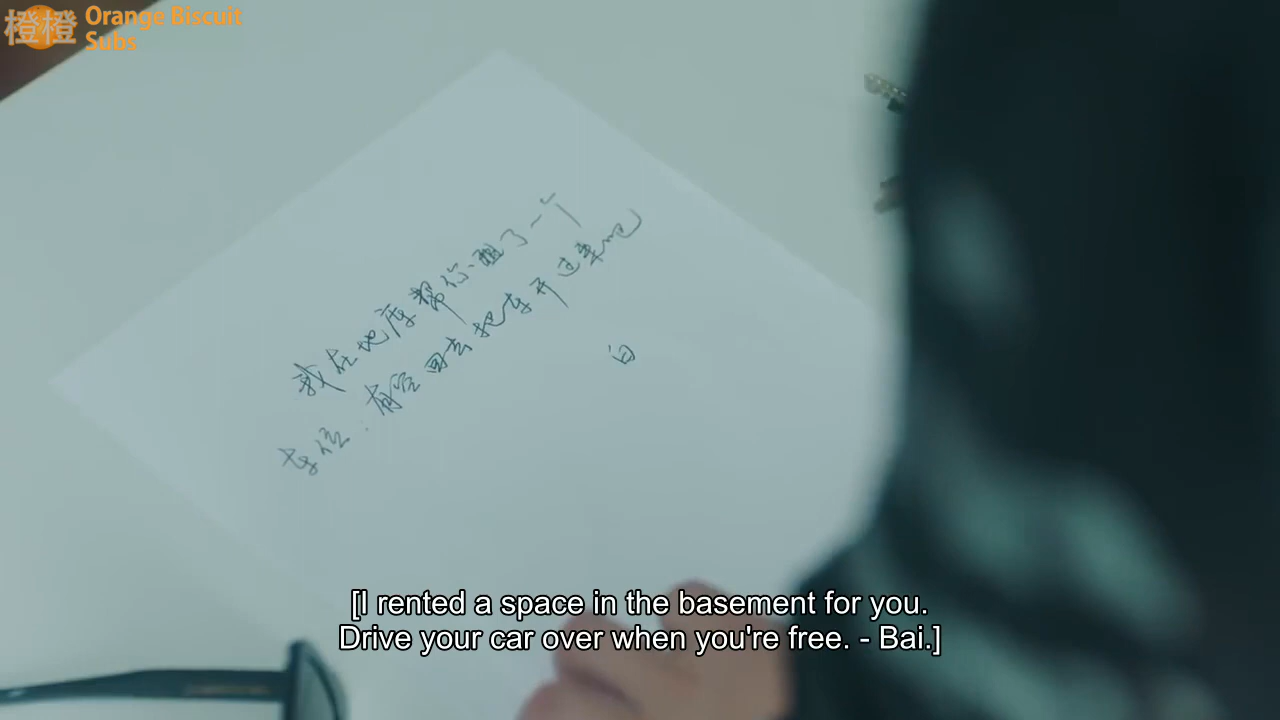 橙橙
Orange Biscuit
Subs
我在地库帮你租了一个
车位.有空回去把车开过来吧
白
[I rented a space in the basement for you.
Drive your car over when you're free. - Bai.]